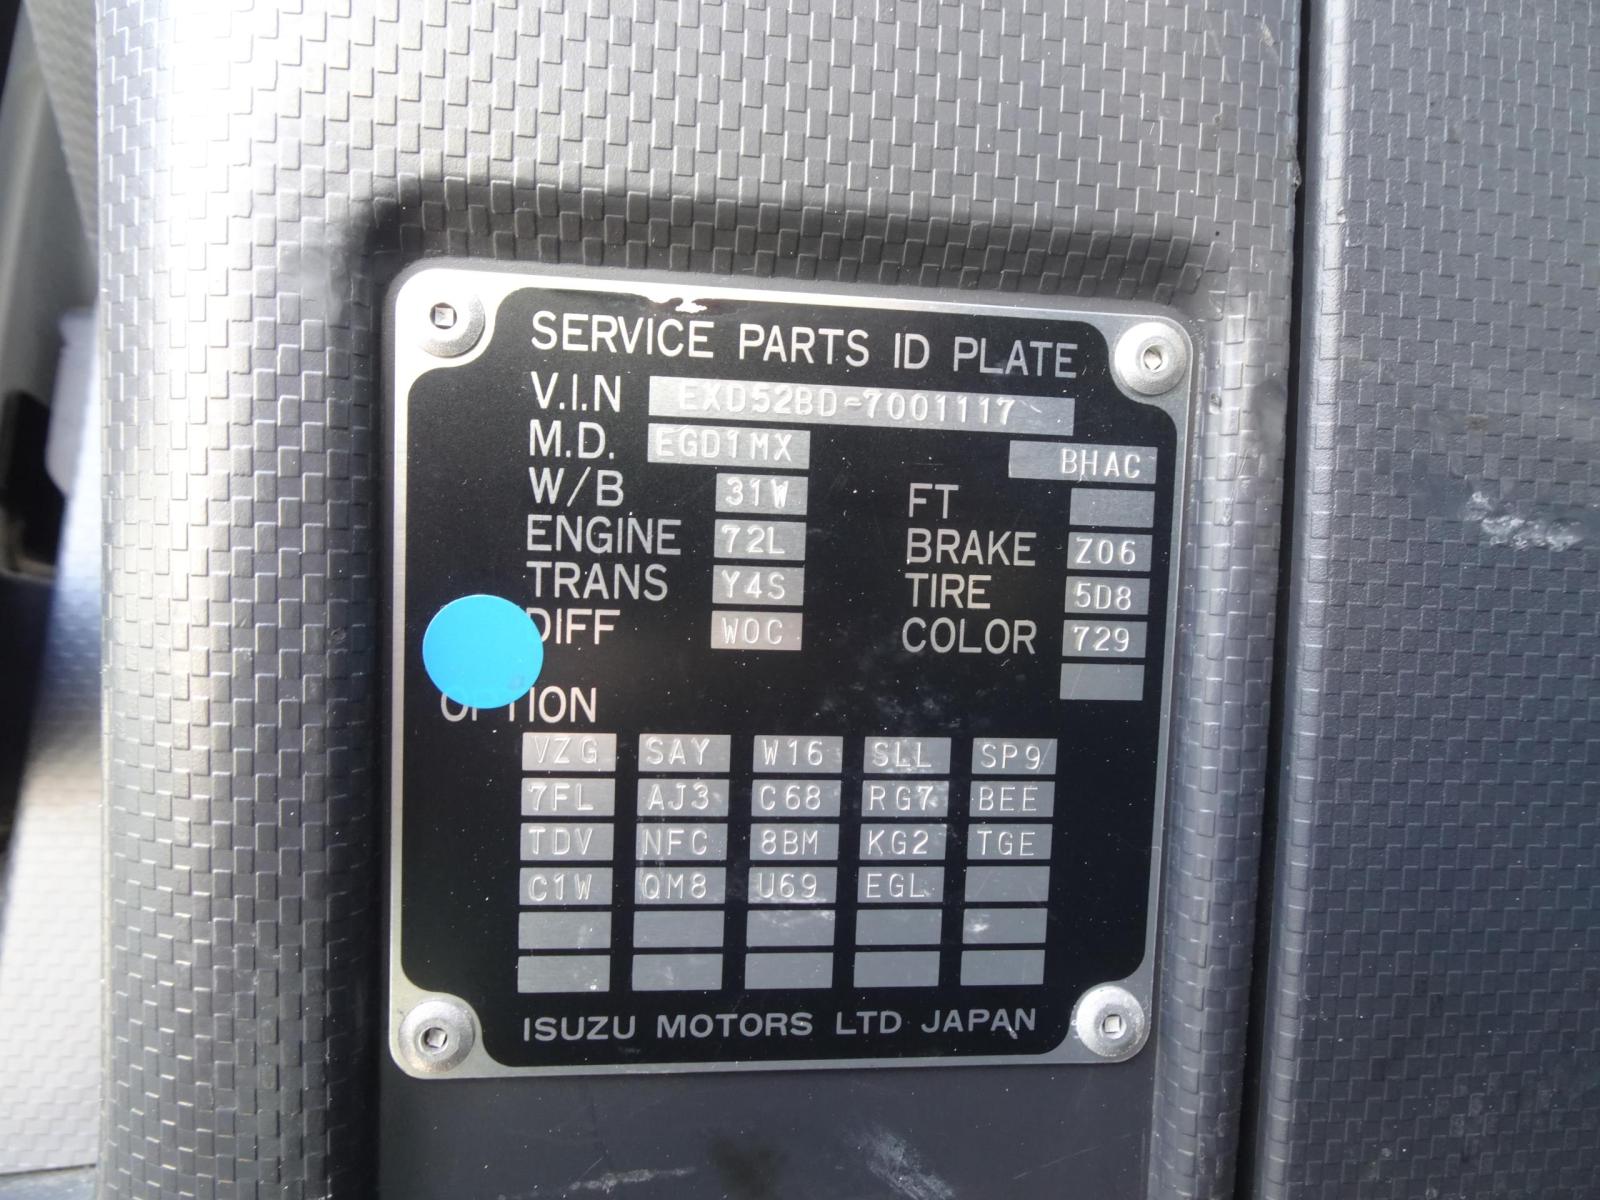 SERVICE PARTS ID PLATE
V.I.N EXD52BD-7001117
M.D. EGD1MX BHAC
W/B 31W FT
ENGINE 72L BRAKE Z06
TRANS Y4S TIRE 5D8
DIFF W0C COLOR 729
OPTION
VZG SAY W16 SLL SP9
7FL AJ3 C68 RG7 BEE
TDV NFC 8BM KG2 TGE
C1W QM8 U69 EGL
ISUZU MOTORS LTD JAPAN